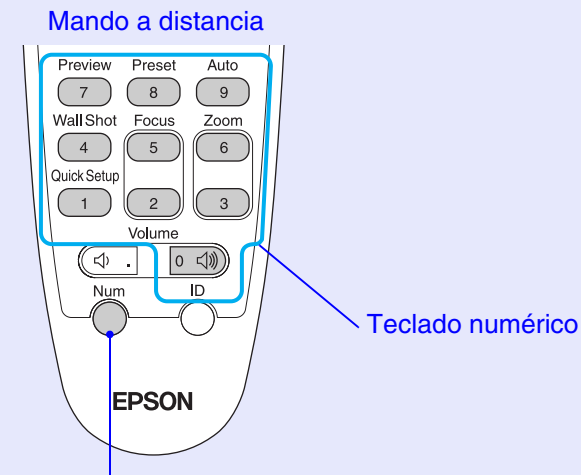 Mando a distancia
Preview Preset Auto
7 8 9
Wall Shot Focus Zoom
4 5 6
Quick Setup
1 2 3
Volume
. 0
Num ID
Teclado numérico
EPSON